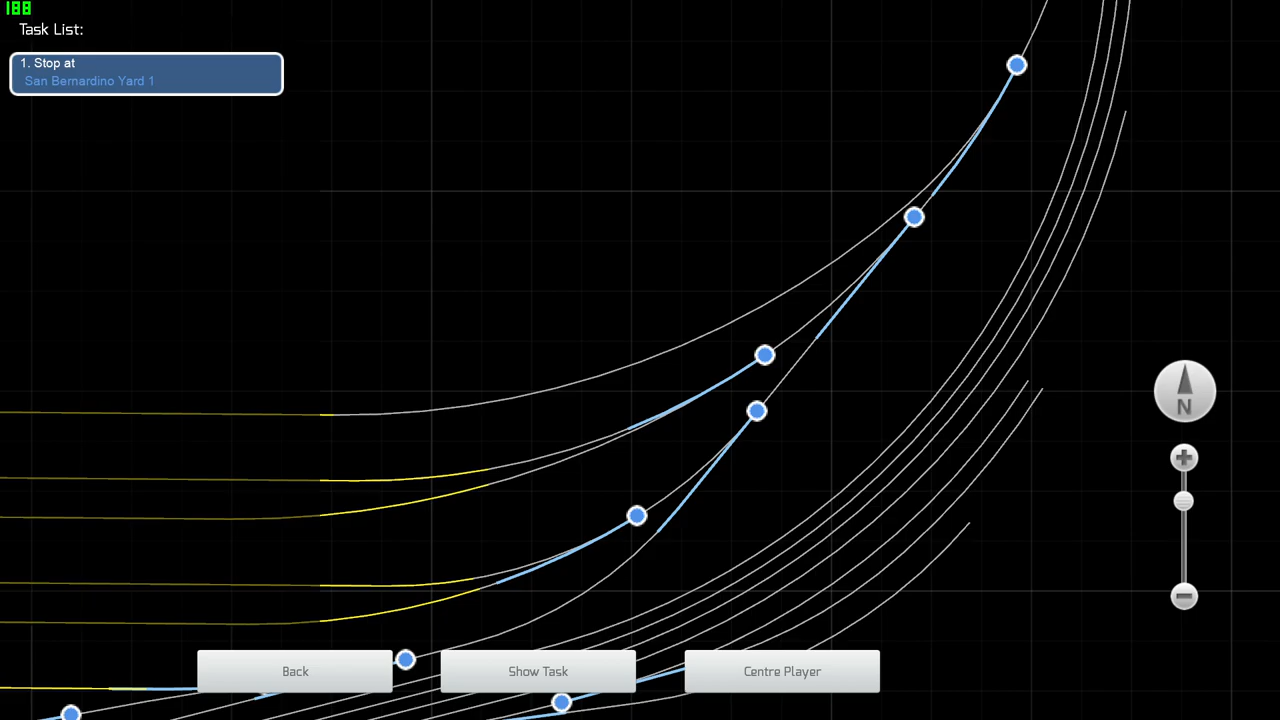 188
Task List:
1. Stop at
San Bernardino Yard 1
N
Back
Show Task
Centre Player